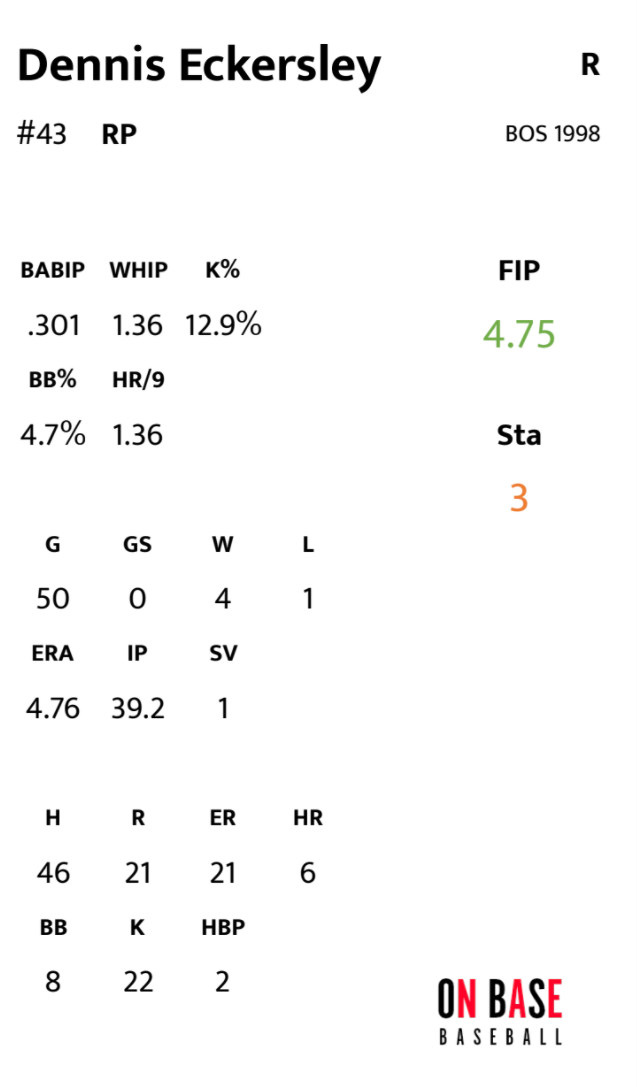 Dennis Eckersley R
#43 RP BOS 1998
BABIP WHIP K% FIP
.301 1.36 12.9% 4.75
BB% HR/9
4.7% 1.36 Sta
3
G GS W L
50 0 4 1
ERA IP SV
4.76 39.2 1
H R ER HR
46 21 21 6
BB K HBP
8 22 2
ON BASE
BASEBALL